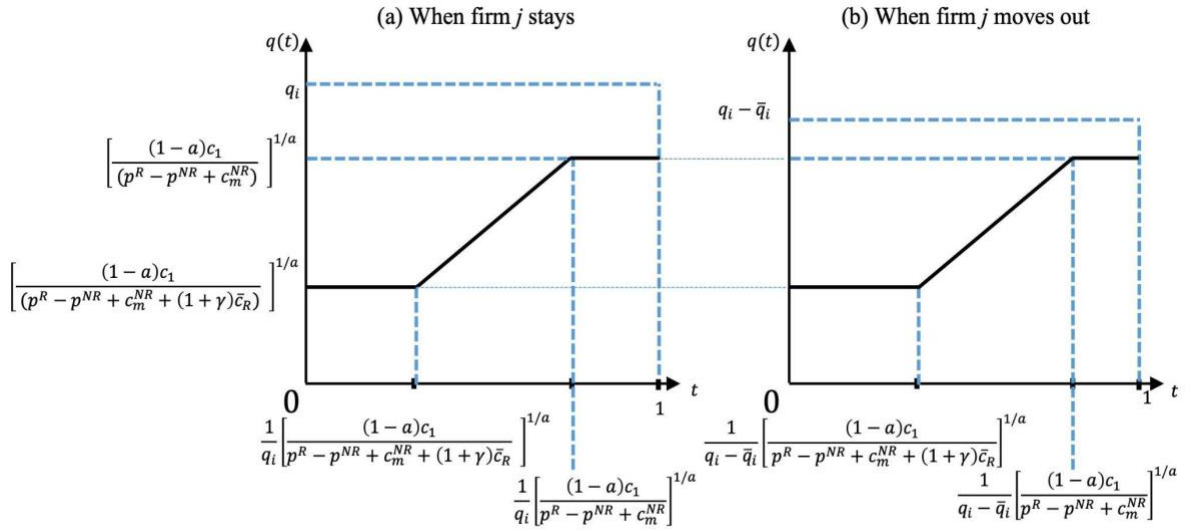 (a) When firm j stays
(b) When firm j moves out
q(t)
q_i
[(1 − a)c_1 / (p^R − p^{NR} + c_m^{NR})]^{1/a}
[(1 − a)c_1 / (p^R − p^{NR} + c_m^{NR} + (1 + γ)c̄_R)]^{1/a}
0
1
t
1/q_i [(1 − a)c_1 / p^R − p^{NR} + c_m^{NR} + (1 + γ)c̄_R]^{1/a}
1/q_i [(1 − a)c_1 / p^R − p^{NR} + c_m^{NR}]^{1/a}
q(t)
q_i − q̄_i
0
1
t
1/q_i − q̄_i [(1 − a)c_1 / p^R − p^{NR} + c_m^{NR} + (1 + γ)c̄_R]^{1/a}
1/q_i − q̄_i [(1 − a)c_1 / p^R − p^{NR} + c_m^{NR}]^{1/a}